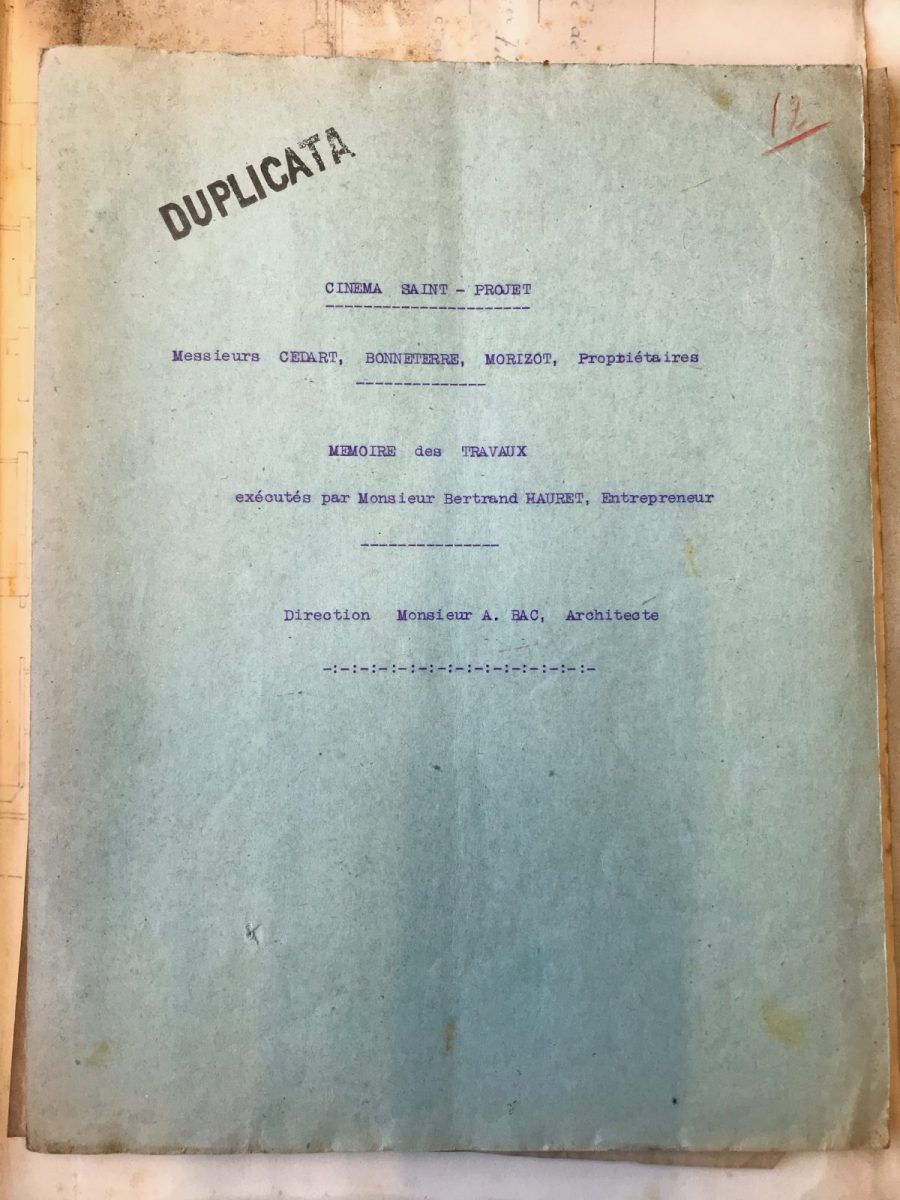 12
DUPLICATA
CINEMA SAINT - PROJET
----------------------
Messieurs CEDART, BONNETERRE, MORIZOT, Propriétaires
--------------
MEMOIRE des TRAVAUX
exécutés par Monsieur Bertrand HAURET, Entrepreneur
---------------
Direction Monsieur A. BAC, Architecte
-:-:-:-:-:-:-:-:-:-:-:-:-:-:-